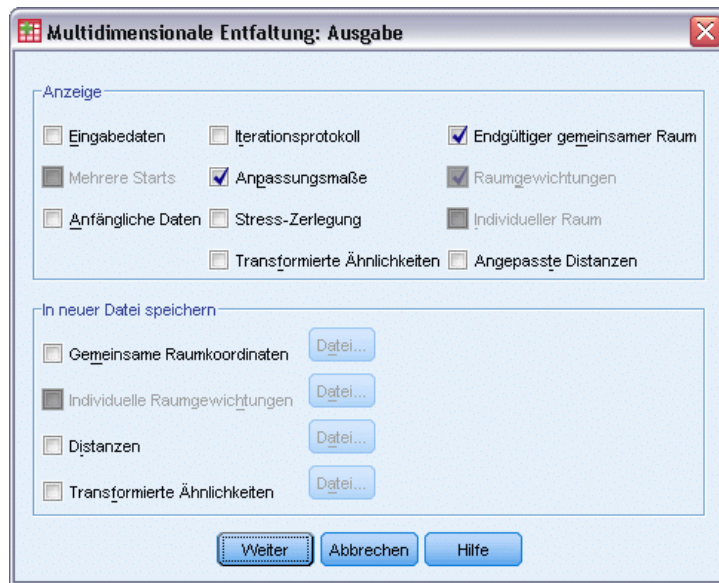 Multidimensionale Entfaltung: Ausgabe
Anzeige
Eingabedaten
Iterationsprotokoll
Endgültiger gemeinsamer Raum
Mehrere Starts
Anpassungsmaße
Raumgewichtungen
Anfängliche Daten
Stress-Zerlegung
Individueller Raum
Transformierte Ähnlichkeiten
Angepasste Distanzen
In neuer Datei speichern
Gemeinsame Raumkoordinaten
Datei...
Individuelle Raumgewichtungen
Datei...
Distanzen
Datei...
Transformierte Ähnlichkeiten
Datei...
Weiter
Abbrechen
Hilfe